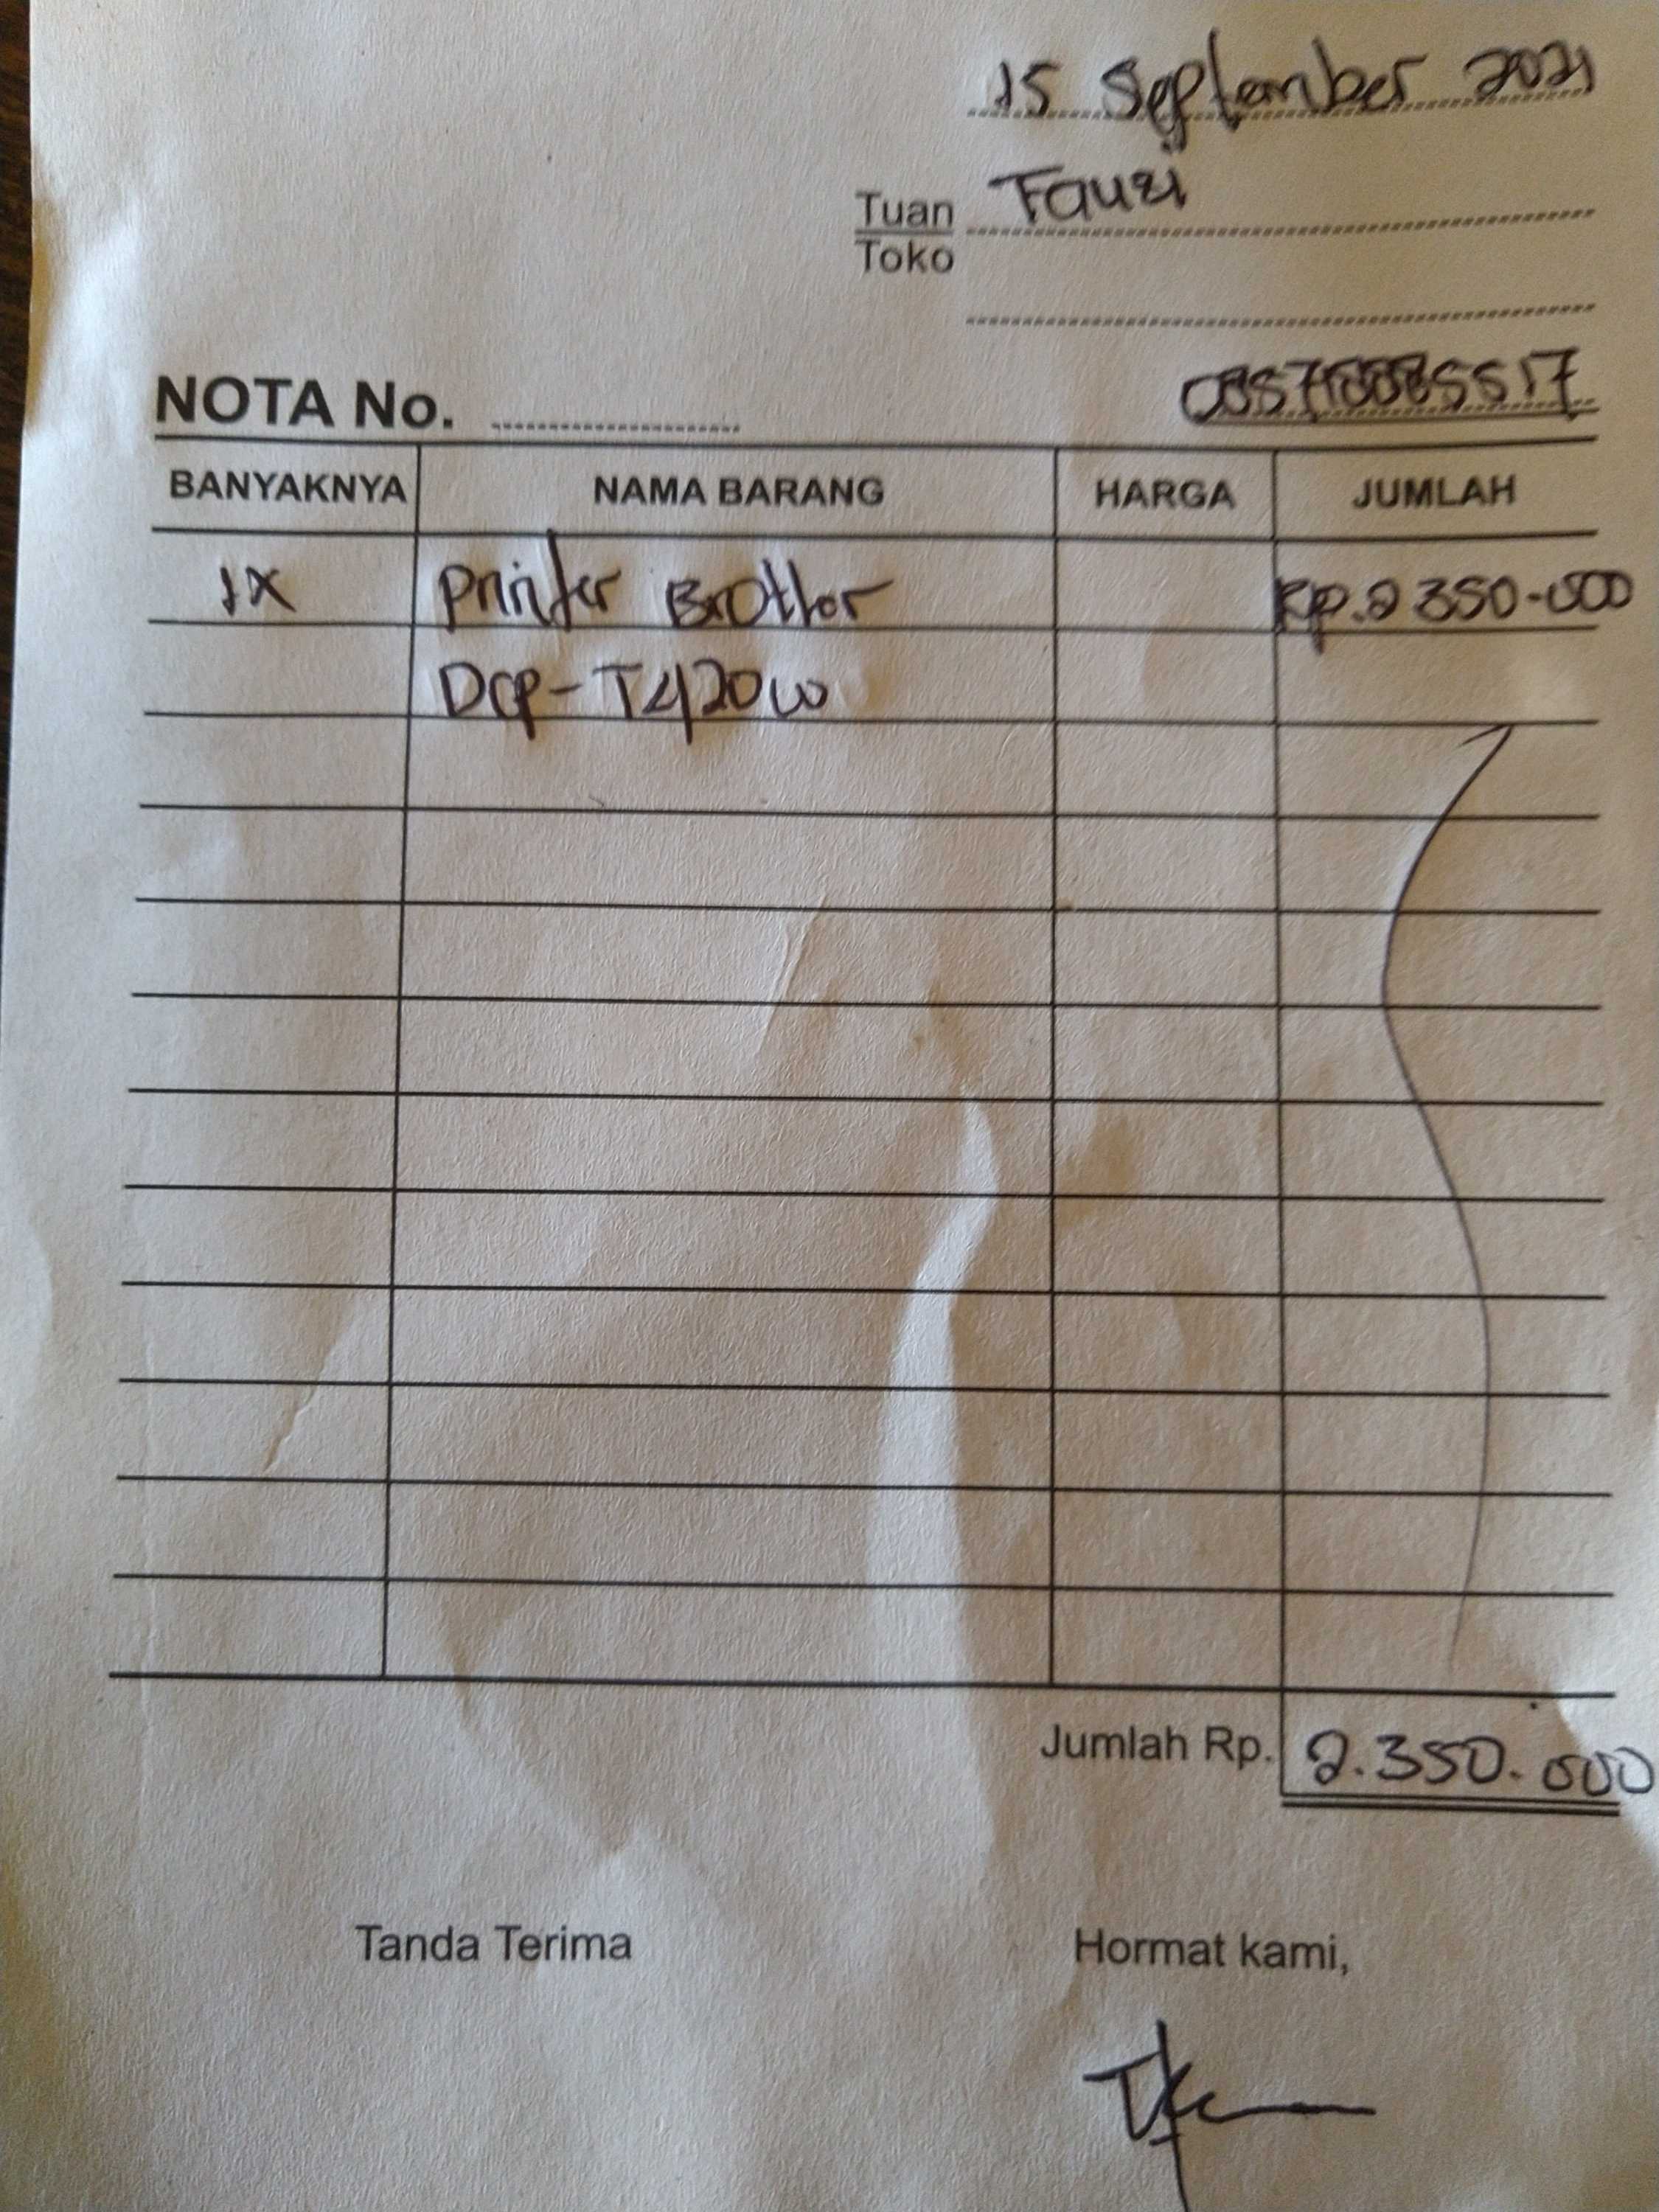 15 September 2021
Tuan Fauzi
Toko
NOTA No.
BANYAKNYA NAMA BARANG HARGA JUMLAH
1X Printer Brother Rp.2 350.000
Dcp-T420w
Jumlah Rp. 2.350.000
Tanda Terima Hormat kami,